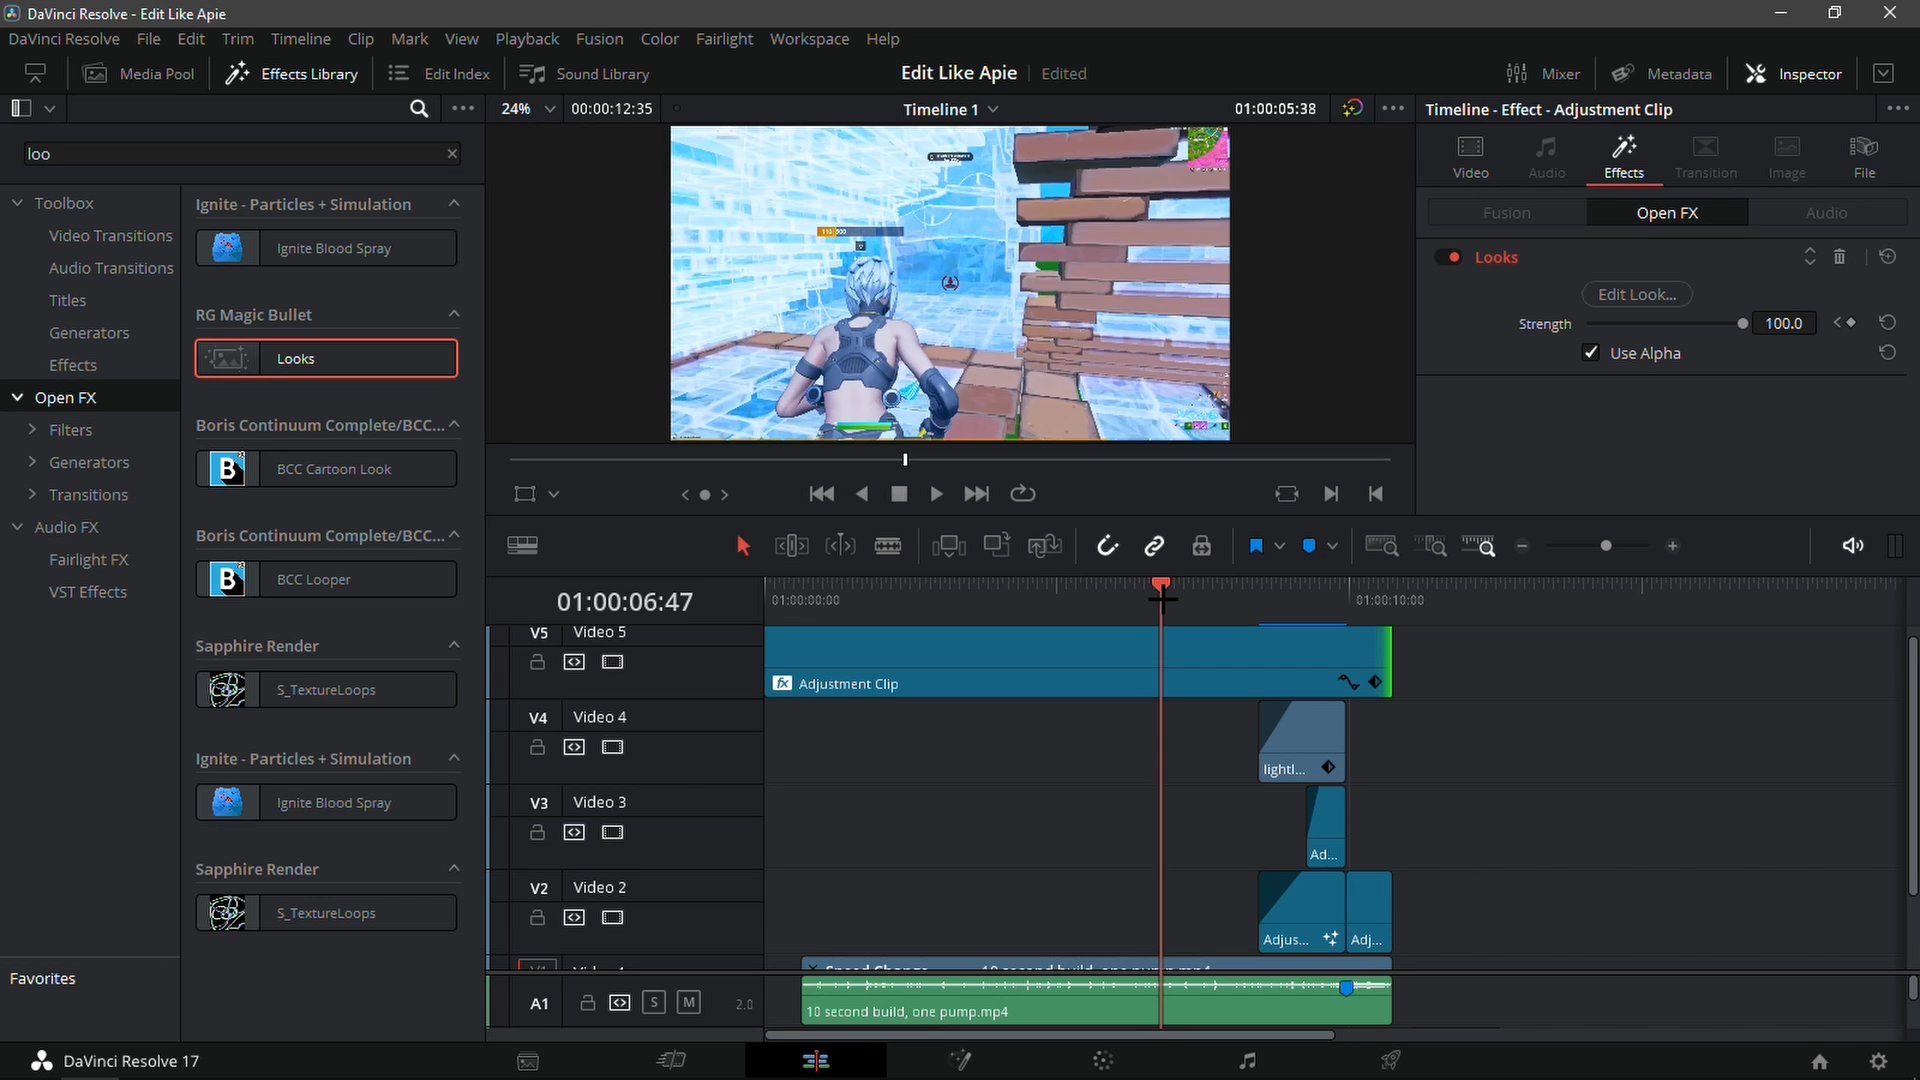 DaVinci Resolve - Edit Like Apie
DaVinci Resolve File Edit Trim Timeline Clip Mark View Playback Fusion Color Fairlight Workspace Help
Media Pool Effects Library Edit Index Sound Library Edit Like Apie Edited Mixer Metadata Inspector
24% 00:00:12:35 Timeline 1 01:00:05:38 Timeline - Effect - Adjustment Clip
loo
Toolbox
Video Transitions
Audio Transitions
Titles
Generators
Effects
Open FX
Filters
Generators
Transitions
Audio FX
Fairlight FX
VST Effects
Favorites
Ignite - Particles + Simulation
Ignite Blood Spray
RG Magic Bullet
Looks
Boris Continuum Complete/BCC...
BCC Cartoon Look
Boris Continuum Complete/BCC...
BCC Looper
Sapphire Render
S_TextureLoops
Ignite - Particles + Simulation
Ignite Blood Spray
Sapphire Render
S_TextureLoops
Video Audio Effects Transition Image File
Fusion Open FX Audio
Looks
Edit Look...
Strength 100.0
Use Alpha
01:00:06:47
01:00:00:00 01:00:10:00
V5 Video 5
fx Adjustment Clip
V4 Video 4
lightl...
V3 Video 3
Ad...
V2 Video 2
Adjus... Adj...
A1 S M 2.0
10 second build, one pump.mp4
DaVinci Resolve 17